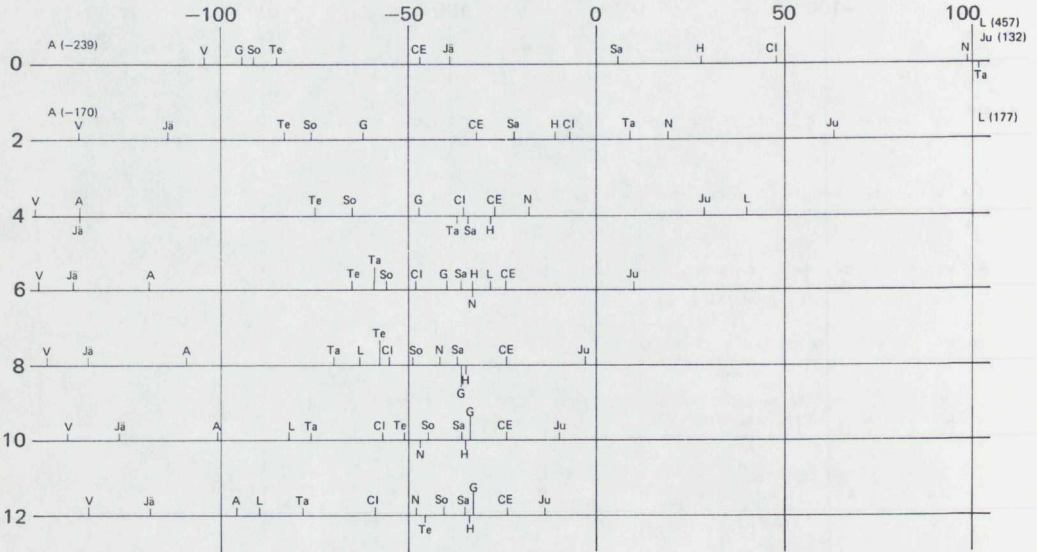 −100 −50 0 50 100
L (457)
A (−239) Ju (132)
V G So Te CE Jä Sa H Cl N
0
Ta
A (−170)
V Jä Te So G CE Sa H Cl Ta N Ju L (177)
2
V A Te So G Cl CE N Ju L
4
Jä Ta Sa H
Ta
V Jä A Te So Cl G Sa H L CE Ju
6
N
Te
V Jä A Ta L Cl So N Sa CE Ju
8
H
G
G
V Jä A L Ta Cl Te So Sa CE Ju
10
N H
G
V Jä A L Ta Cl N So Sa CE Ju
12
Te H